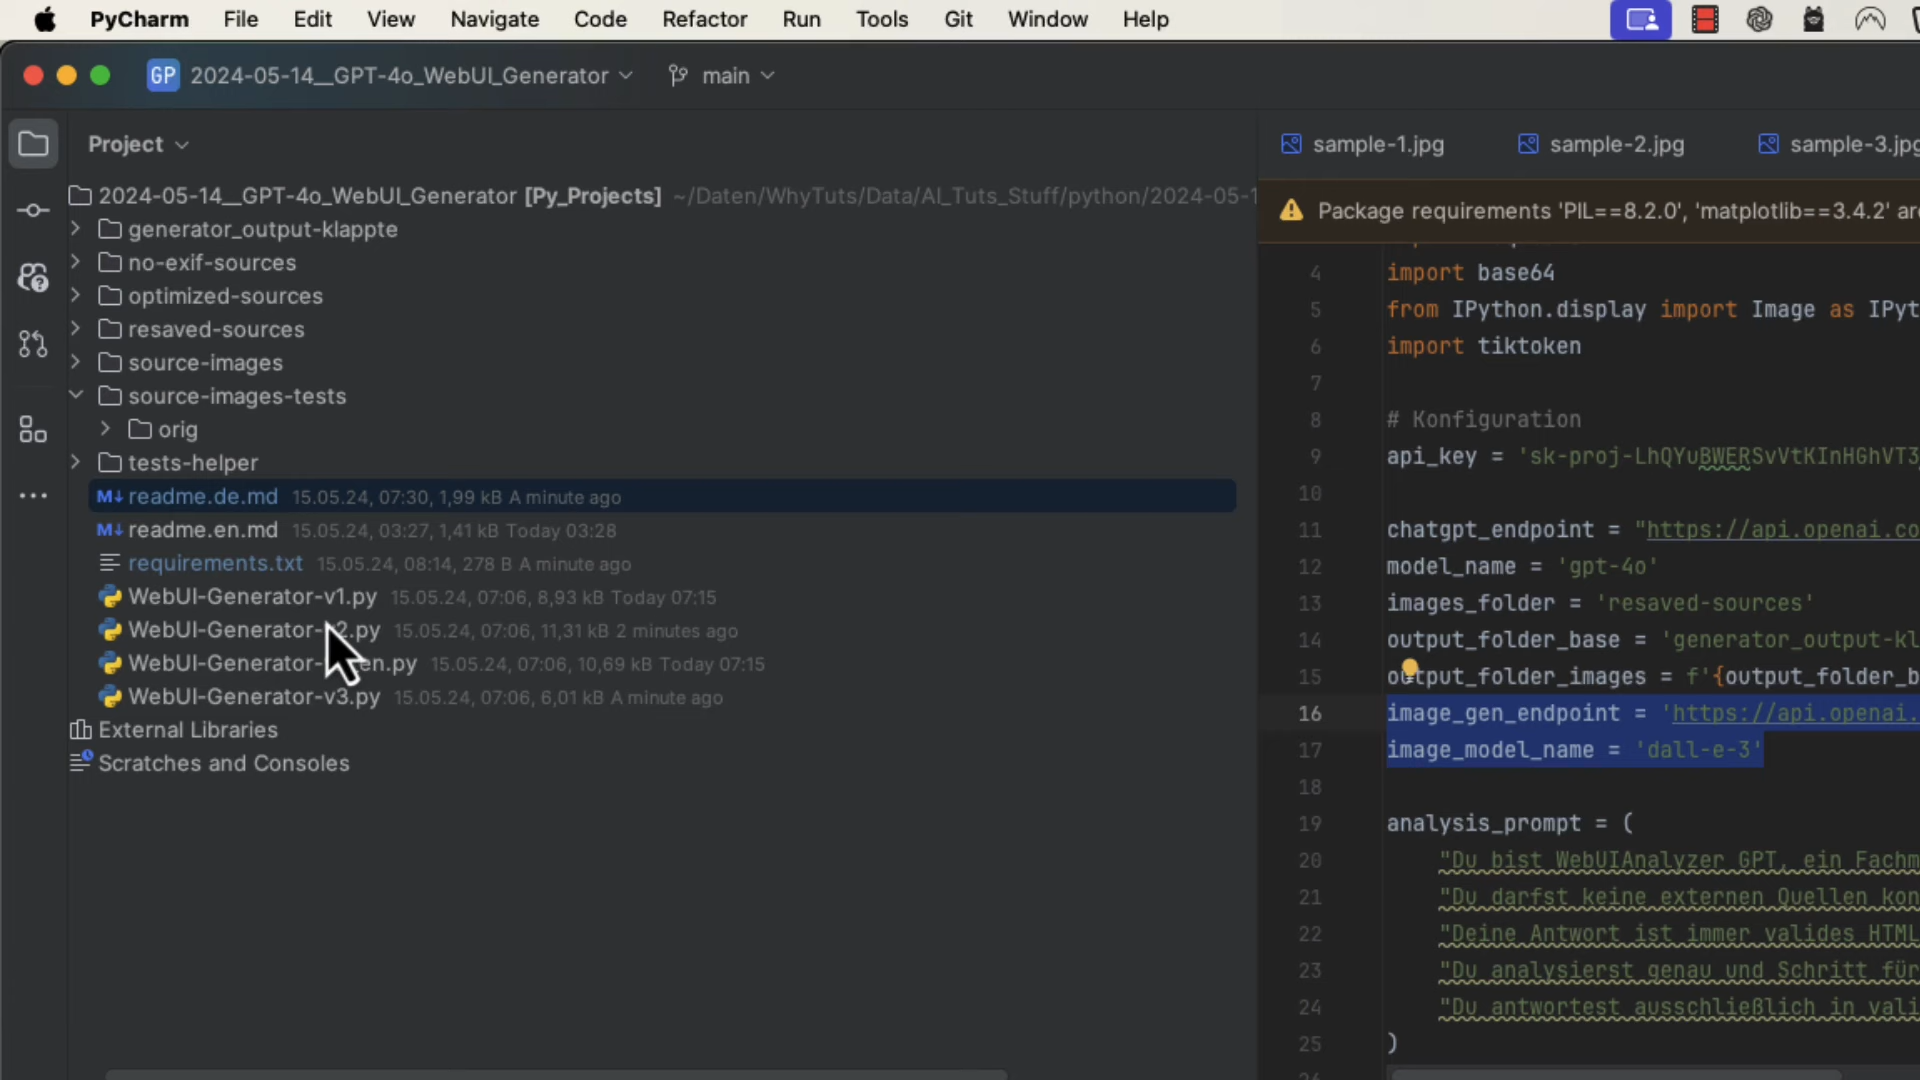 PyCharm File Edit View Navigate Code Refactor Run Tools Git Window Help
GP 2024-05-14__GPT-4o_WebUI_Generator main
Project
2024-05-14__GPT-4o_WebUI_Generator [Py_Projects] ~/Daten/WhyTuts/Data/AI_Tuts_Stuff/python/2024-05-1
generator_output-klappte
no-exif-sources
optimized-sources
resaved-sources
source-images
source-images-tests
orig
tests-helper
M↓ readme.de.md 15.05.24, 07:30, 1,99 kB A minute ago
M↓ readme.en.md 15.05.24, 03:27, 1,41 kB Today 03:28
requirements.txt 15.05.24, 08:14, 278 B A minute ago
WebUI-Generator-v1.py 15.05.24, 07:06, 8,93 kB Today 07:15
WebUI-Generator-v2.py 15.05.24, 07:06, 11,31 kB 2 minutes ago
WebUI-Generator- en.py 15.05.24, 07:06, 10,69 kB Today 07:15
WebUI-Generator-v3.py 15.05.24, 07:06, 6,01 kB A minute ago
External Libraries
Scratches and Consoles
sample-1.jpg sample-2.jpg sample-3.jpg
Package requirements 'PIL==8.2.0', 'matplotlib==3.4.2' are
4 import base64
5 from IPython.display import Image as IPyt
6 import tiktoken
7
8 # Konfiguration
9 api_key = 'sk-proj-LhQYuBWERSvVtKInHGhVT3
10
11 chatgpt_endpoint = "https://api.openai.co
12 model_name = 'gpt-4o'
13 images_folder = 'resaved-sources'
14 output_folder_base = 'generator_output-kl
15 output_folder_images = f'{output_folder_b
16 image_gen_endpoint = 'https://api.openai.
17 image_model_name = 'dall-e-3'
18
19 analysis_prompt = (
20 "Du bist WebUIAnalyzer GPT, ein Fachm
21 "Du darfst keine externen Quellen kon
22 "Deine Antwort ist immer valides HTML
23 "Du analysierst genau und Schritt für
24 "Du antwortest ausschließlich in vali
25 )